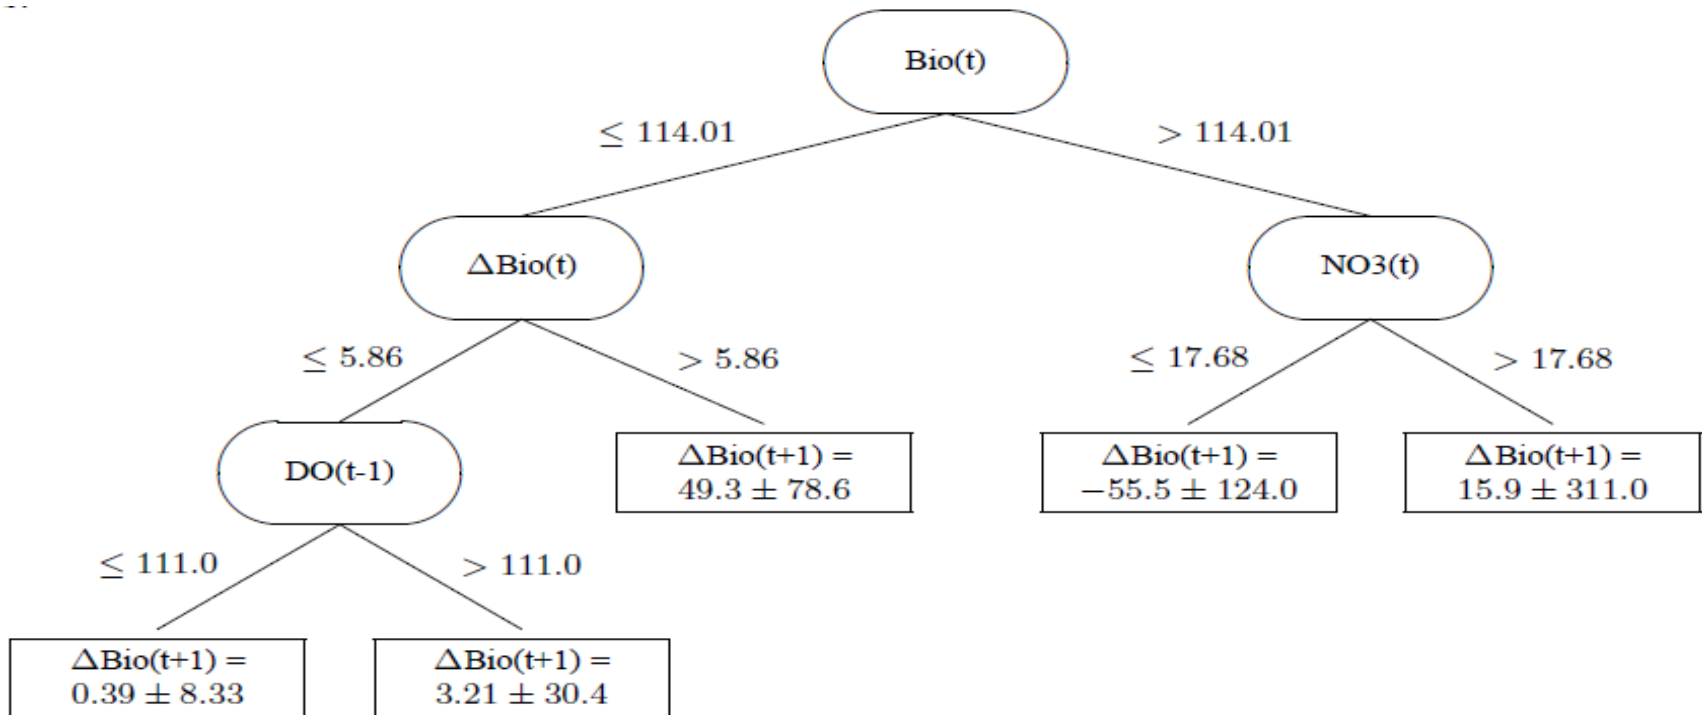 Bio(t)
≤ 114.01
> 114.01
ΔBio(t)
NO3(t)
≤ 5.86
> 5.86
≤ 17.68
> 17.68
DO(t-1)
ΔBio(t+1) =
49.3 ± 78.6
ΔBio(t+1) =
−55.5 ± 124.0
ΔBio(t+1) =
15.9 ± 311.0
≤ 111.0
> 111.0
ΔBio(t+1) =
0.39 ± 8.33
ΔBio(t+1) =
3.21 ± 30.4